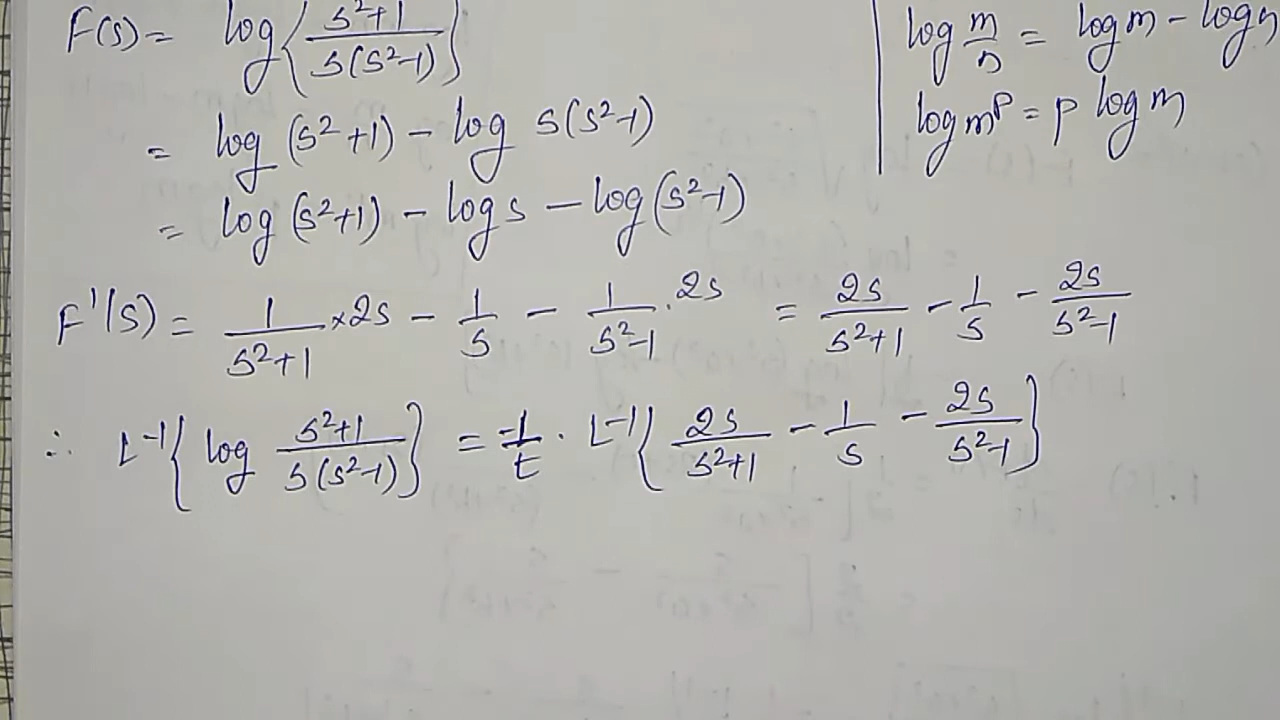 F(s) = log{ s²+1 / s(s²-1) }
= log (s²+1) - log s(s²-1)
= log (s²+1) - log s - log(s²-1)
F'(s) = 1/(s²+1) × 2s - 1/s - 1/(s²-1) · 2s = 2s/(s²+1) - 1/s - 2s/(s²-1)
∴ L⁻¹{ log s²+1 / s(s²-1) } = -1/t · L⁻¹{ 2s/(s²+1) - 1/s - 2s/(s²-1) }
log m/n = log m - log n
log mᵖ = p log m